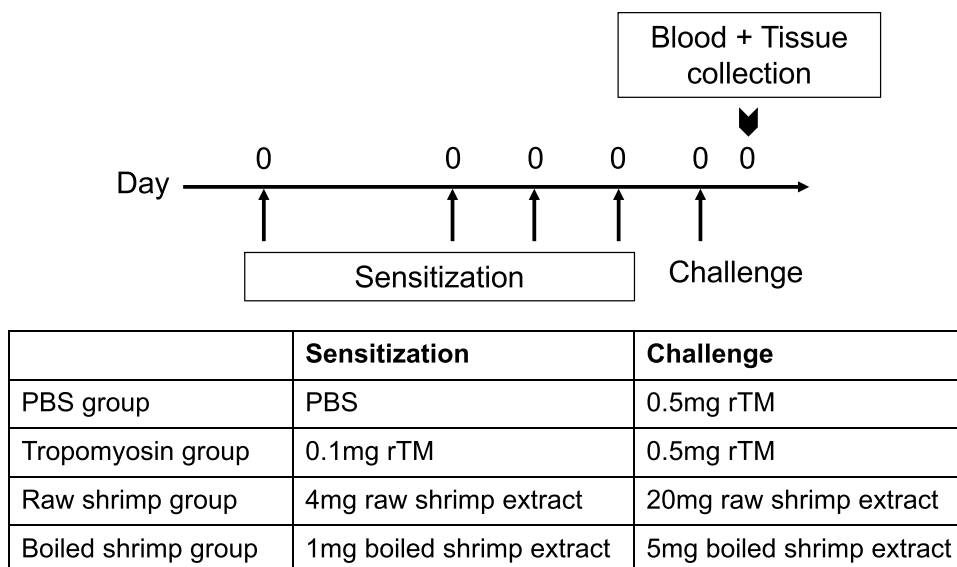 Blood + Tissue
collection
0 0 0 0 0 0
Day
Sensitization
Challenge
Sensitization Challenge
PBS group PBS 0.5mg rTM
Tropomyosin group 0.1mg rTM 0.5mg rTM
Raw shrimp group 4mg raw shrimp extract 20mg raw shrimp extract
Boiled shrimp group 1mg boiled shrimp extract 5mg boiled shrimp extract